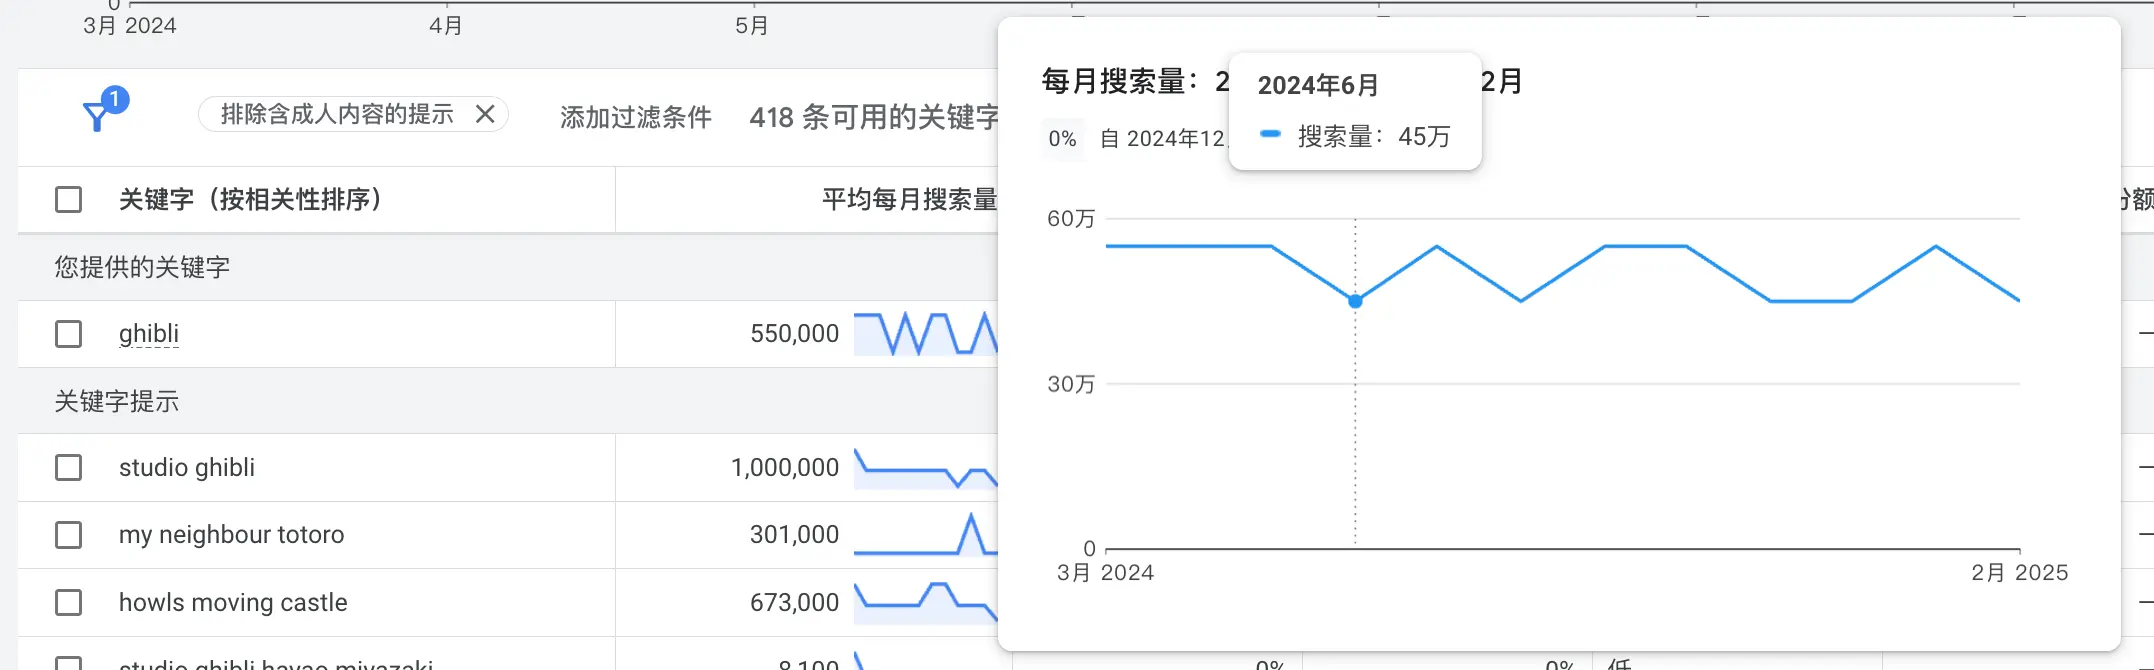 0
3月 2024
4月
5月
1
排除含成人内容的提示
添加过滤条件
418 条可用的关键字
关键字（按相关性排序）
平均每月搜索量
您提供的关键字
ghibli
550,000
关键字提示
studio ghibli
1,000,000
my neighbour totoro
301,000
howls moving castle
673,000
studio ghibli hayao miyazaki
8,100
0%
0%
低
份额
每月搜索量：2
2月
0% 自 2024年12
2024年6月
搜索量：45万
60万
30万
0
3月 2024
2月 2025